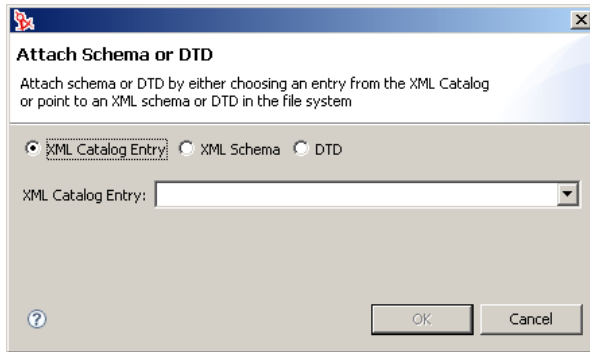 Attach Schema or DTD
Attach schema or DTD by either choosing an entry from the XML Catalog
or point to an XML schema or DTD in the file system
XML Catalog Entry XML Schema DTD
XML Catalog Entry:
OK Cancel